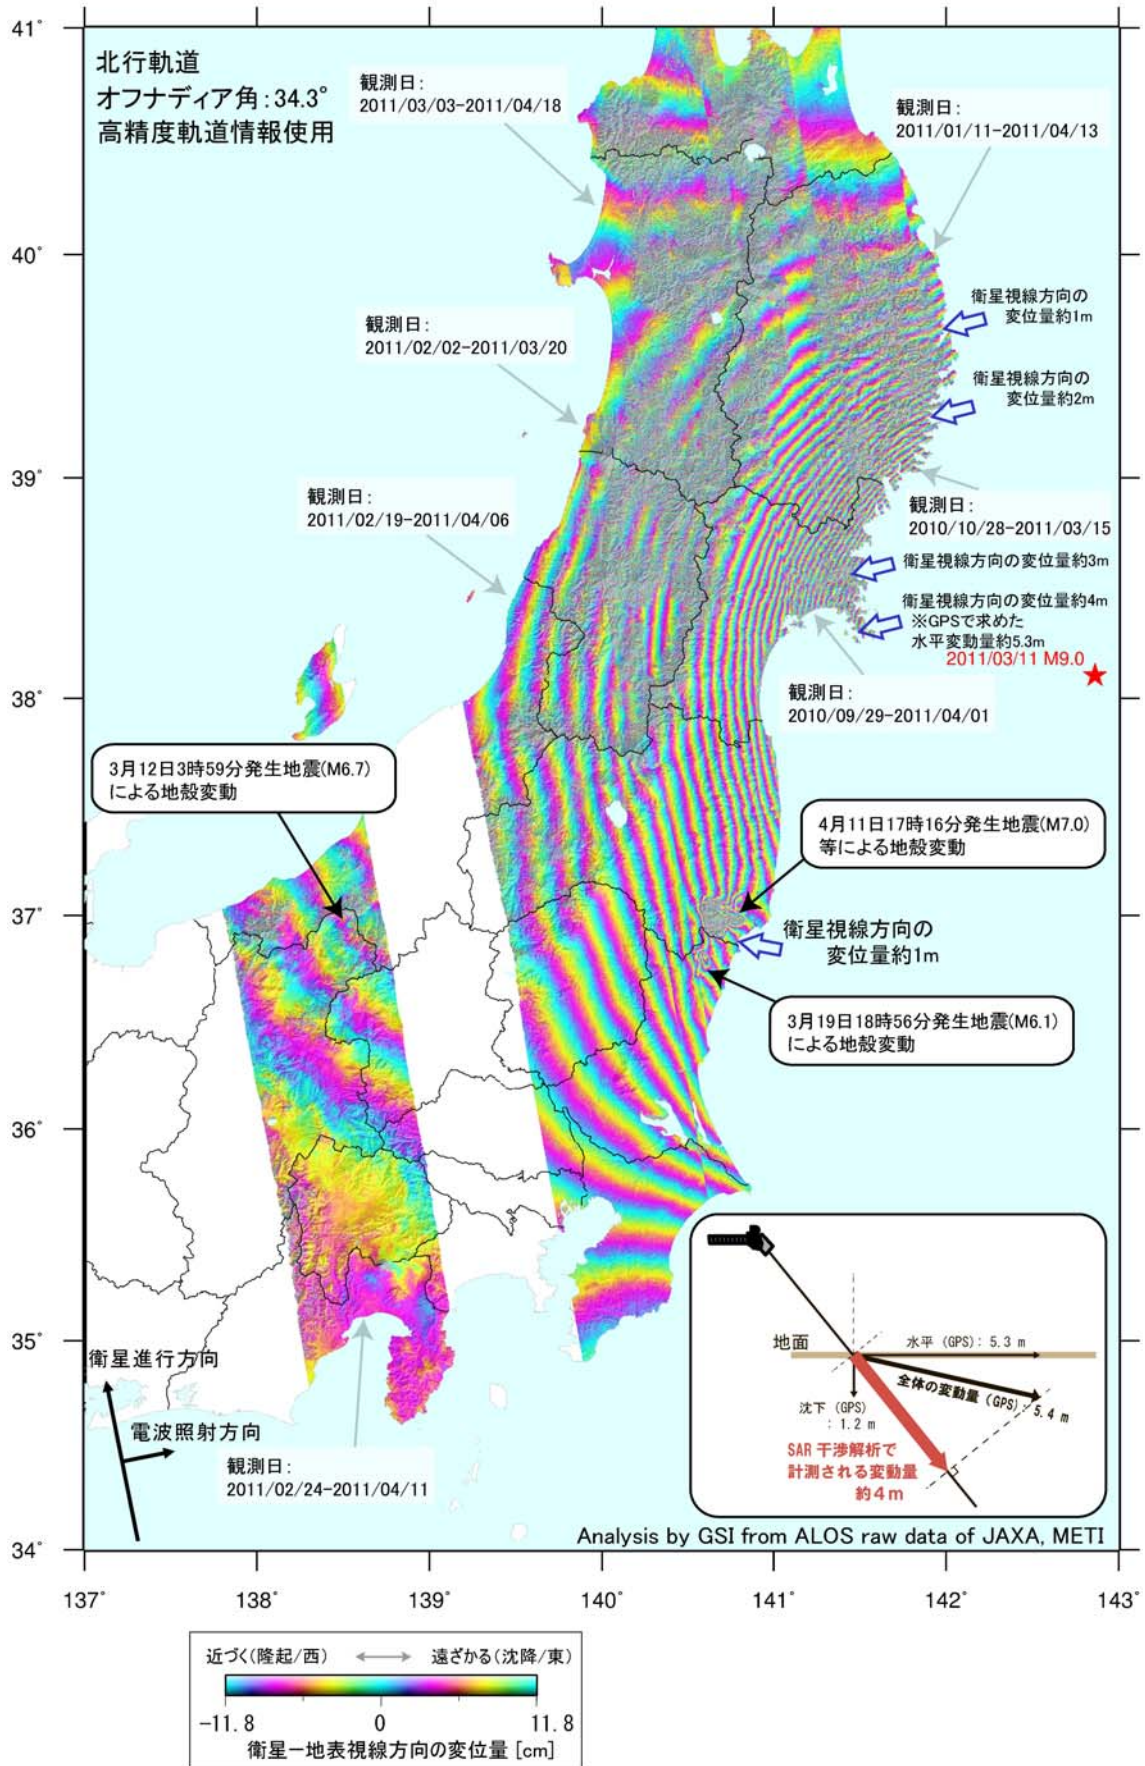 北行軌道
オフナディア角:34.3°
高精度軌道情報使用
観測日:
2011/03/03-2011/04/18
観測日:
2011/01/11-2011/04/13
衛星視線方向の
変位量約1m
観測日:
2011/02/02-2011/03/20
衛星視線方向の
変位量約2m
観測日:
2011/02/19-2011/04/06
観測日:
2010/10/28-2011/03/15
衛星視線方向の変位量約3m
衛星視線方向の変位量約4m
※GPSで求めた
水平変動量約5.3m
2011/03/11 M9.0
観測日:
2010/09/29-2011/04/01
3月12日3時59分発生地震(M6.7)
による地殻変動
4月11日17時16分発生地震(M7.0)
等による地殻変動
衛星視線方向の
変位量約1m
3月19日18時56分発生地震(M6.1)
による地殻変動
地面
水平 (GPS): 5.3 m
全体の変動量 (GPS): 5.4 m
沈下 (GPS)
: 1.2 m
SAR 干渉解析で
計測される変動量
約4m
衛星進行方向
電波照射方向
観測日:
2011/02/24-2011/04/11
Analysis by GSI from ALOS raw data of JAXA, METI
41°
40°
39°
38°
37°
36°
35°
34°
137°
138°
139°
140°
141°
142°
143°
近づく(隆起/西)
遠ざかる(沈降/東)
-11.8
0
11.8
衛星-地表視線方向の変位量 [cm]